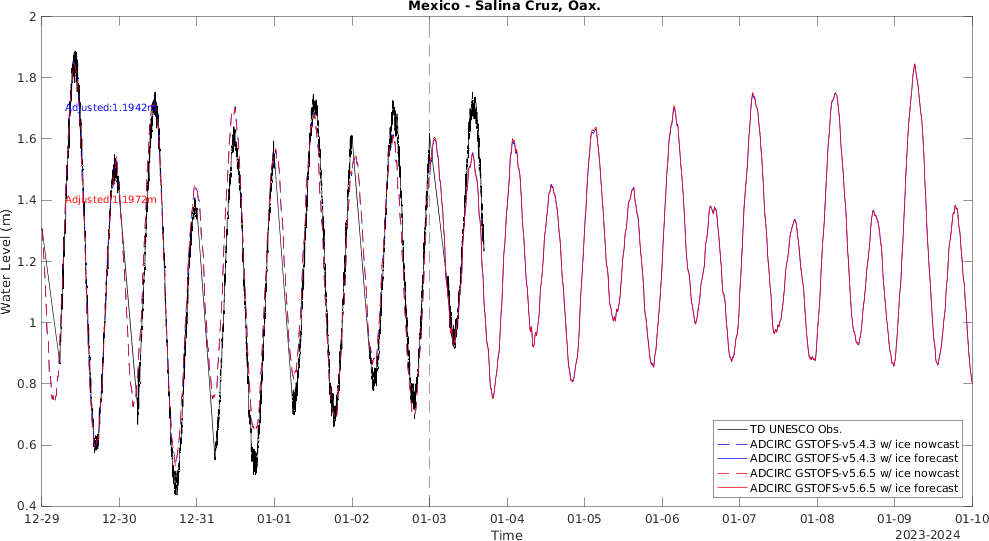 Mexico - Salina Cruz, Oax.
2
1.8
1.6
1.4
1.2
1
0.8
0.6
0.4
Water Level (m)
Adjusted:1.1942m
Adjusted:1.1972m
TD UNESCO Obs.
ADCIRC GSTOFS-v5.4.3 w/ ice nowcast
ADCIRC GSTOFS-v5.4.3 w/ ice forecast
ADCIRC GSTOFS-v5.6.5 w/ ice nowcast
ADCIRC GSTOFS-v5.6.5 w/ ice forecast
12-29 12-30 12-31 01-01 01-02 01-03 01-04 01-05 01-06 01-07 01-08 01-09 01-10
Time
2023-2024